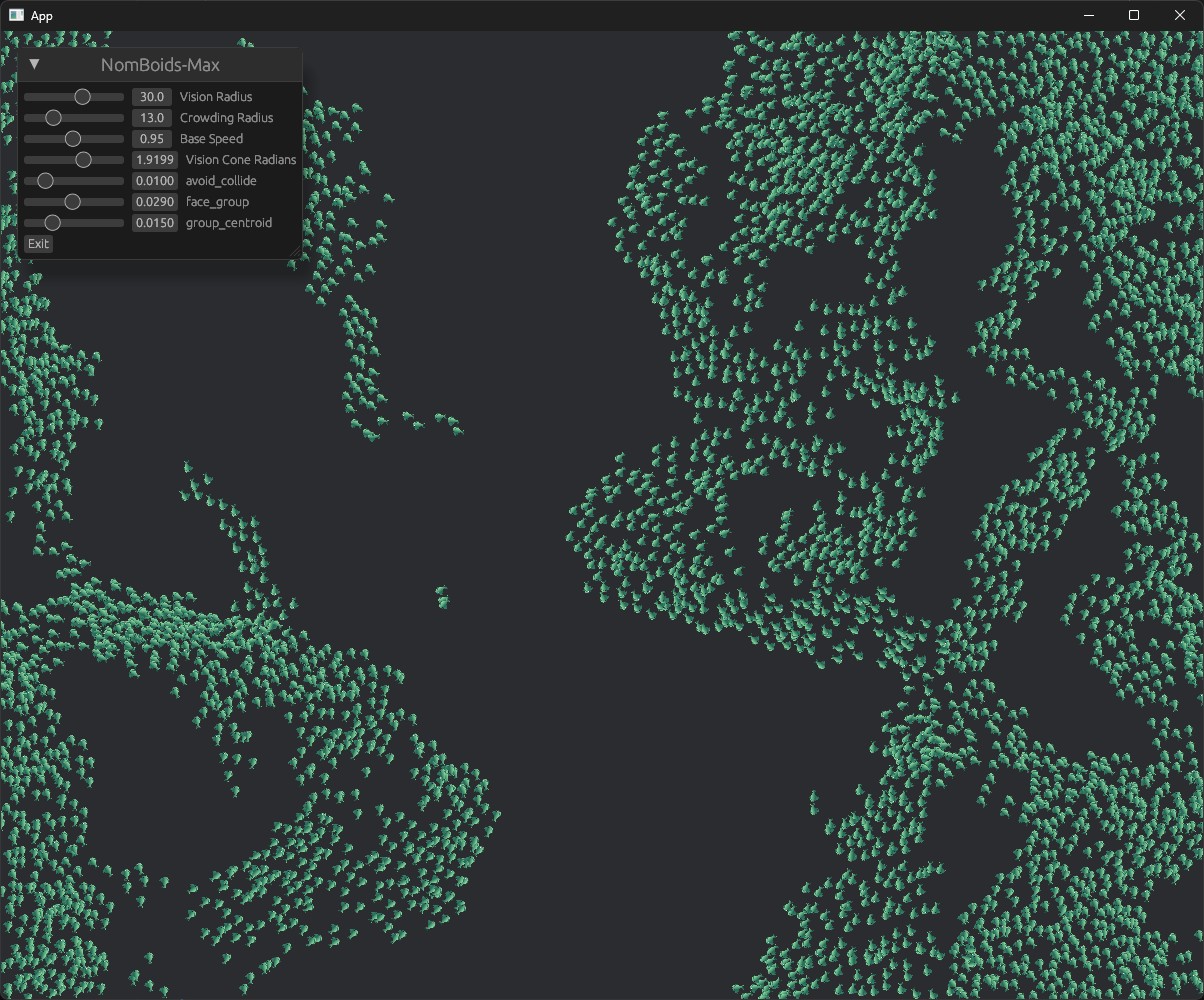 App
NomBoids-Max
30.0 Vision Radius
13.0 Crowding Radius
0.95 Base Speed
1.9199 Vision Cone Radians
0.0100 avoid_collide
0.0290 face_group
0.0150 group_centroid
Exit